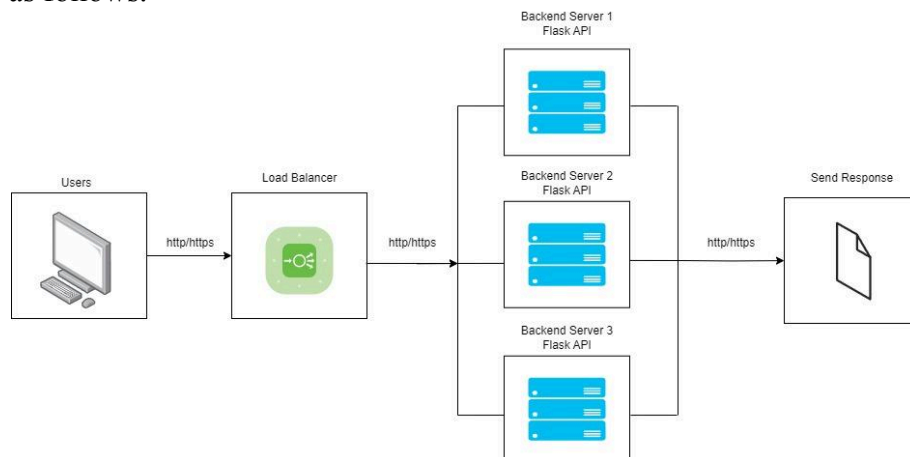 as follows.
Backend Server 1
Flask API
Users
http/https
Load Balancer
http/https
Backend Server 2
Flask API
http/https
Send Response
Backend Server 3
Flask API